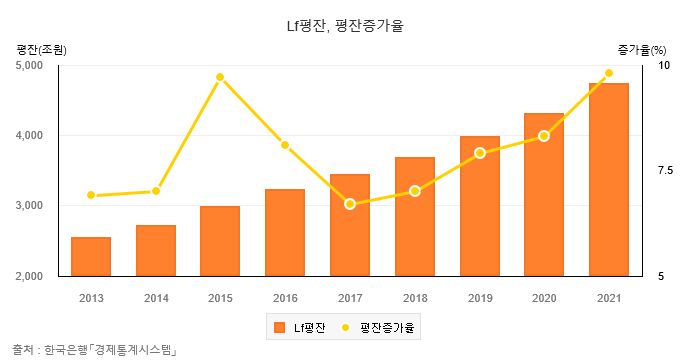 Lf평잔, 평잔증가율
평잔(조원) 증가율(%)
5,000 10
4,000
7.5
3,000
2,000 5
2013 2014 2015 2016 2017 2018 2019 2020 2021
Lf평잔 평잔증가율
출처 : 한국은행「경제통계시스템」